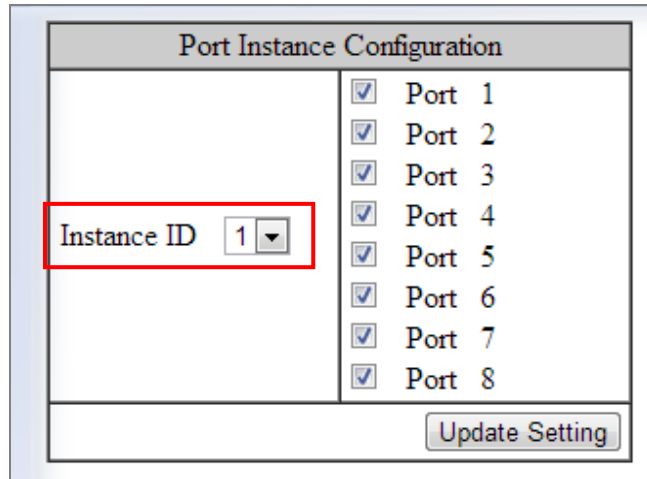 Port Instance Configuration
Port 1
Port 2
Port 3
Port 4
Instance ID 1
Port 5
Port 6
Port 7
Port 8
Update Setting